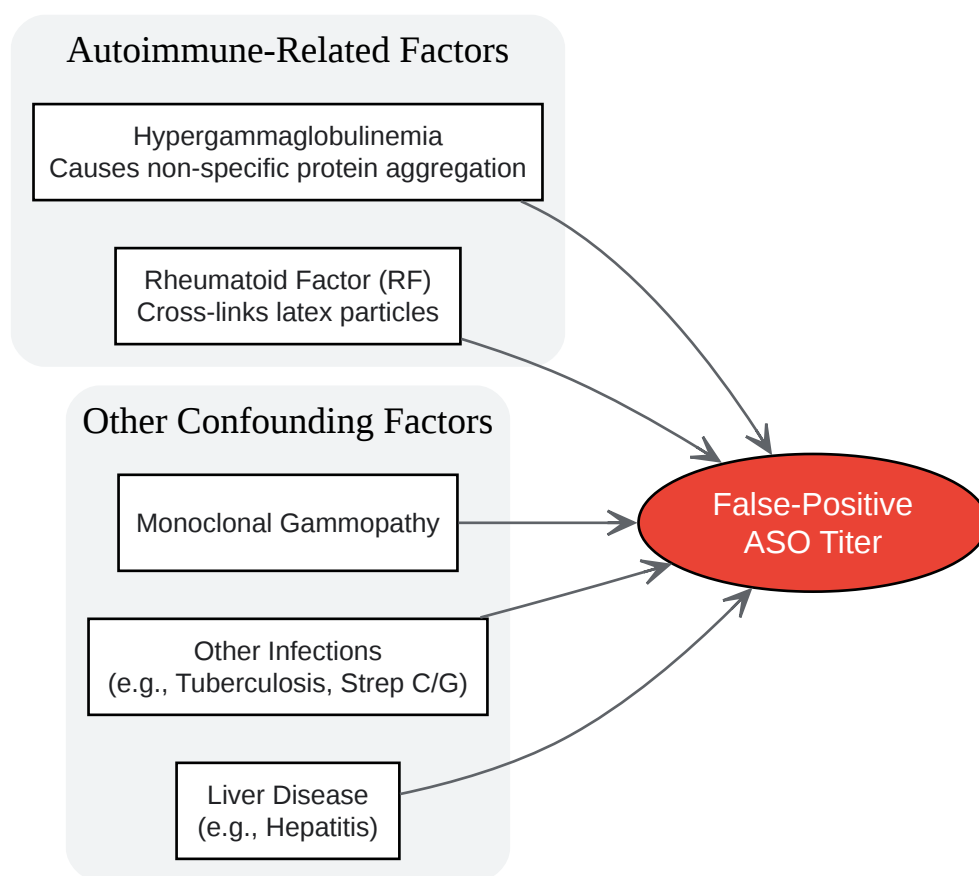 Autoimmune-Related Factors
Hypergammaglobulinemia
Causes non-specific protein aggregation
Rheumatoid Factor (RF)
Cross-links latex particles
Other Confounding Factors
Monoclonal Gammopathy
Other Infections
(e.g., Tuberculosis, Strep C/G)
Liver Disease
(e.g., Hepatitis)
False-Positive
ASO Titer